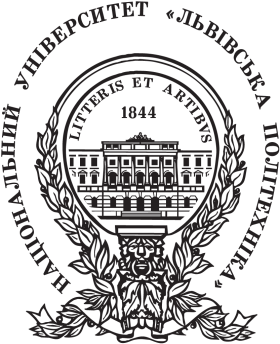 НАЦІОНАЛЬНИЙ УНІВЕРСИТЕТ «ЛЬВІВСЬКА ПОЛІТЕХНІКА»
LITTERIS ET ARTIBVS
1844